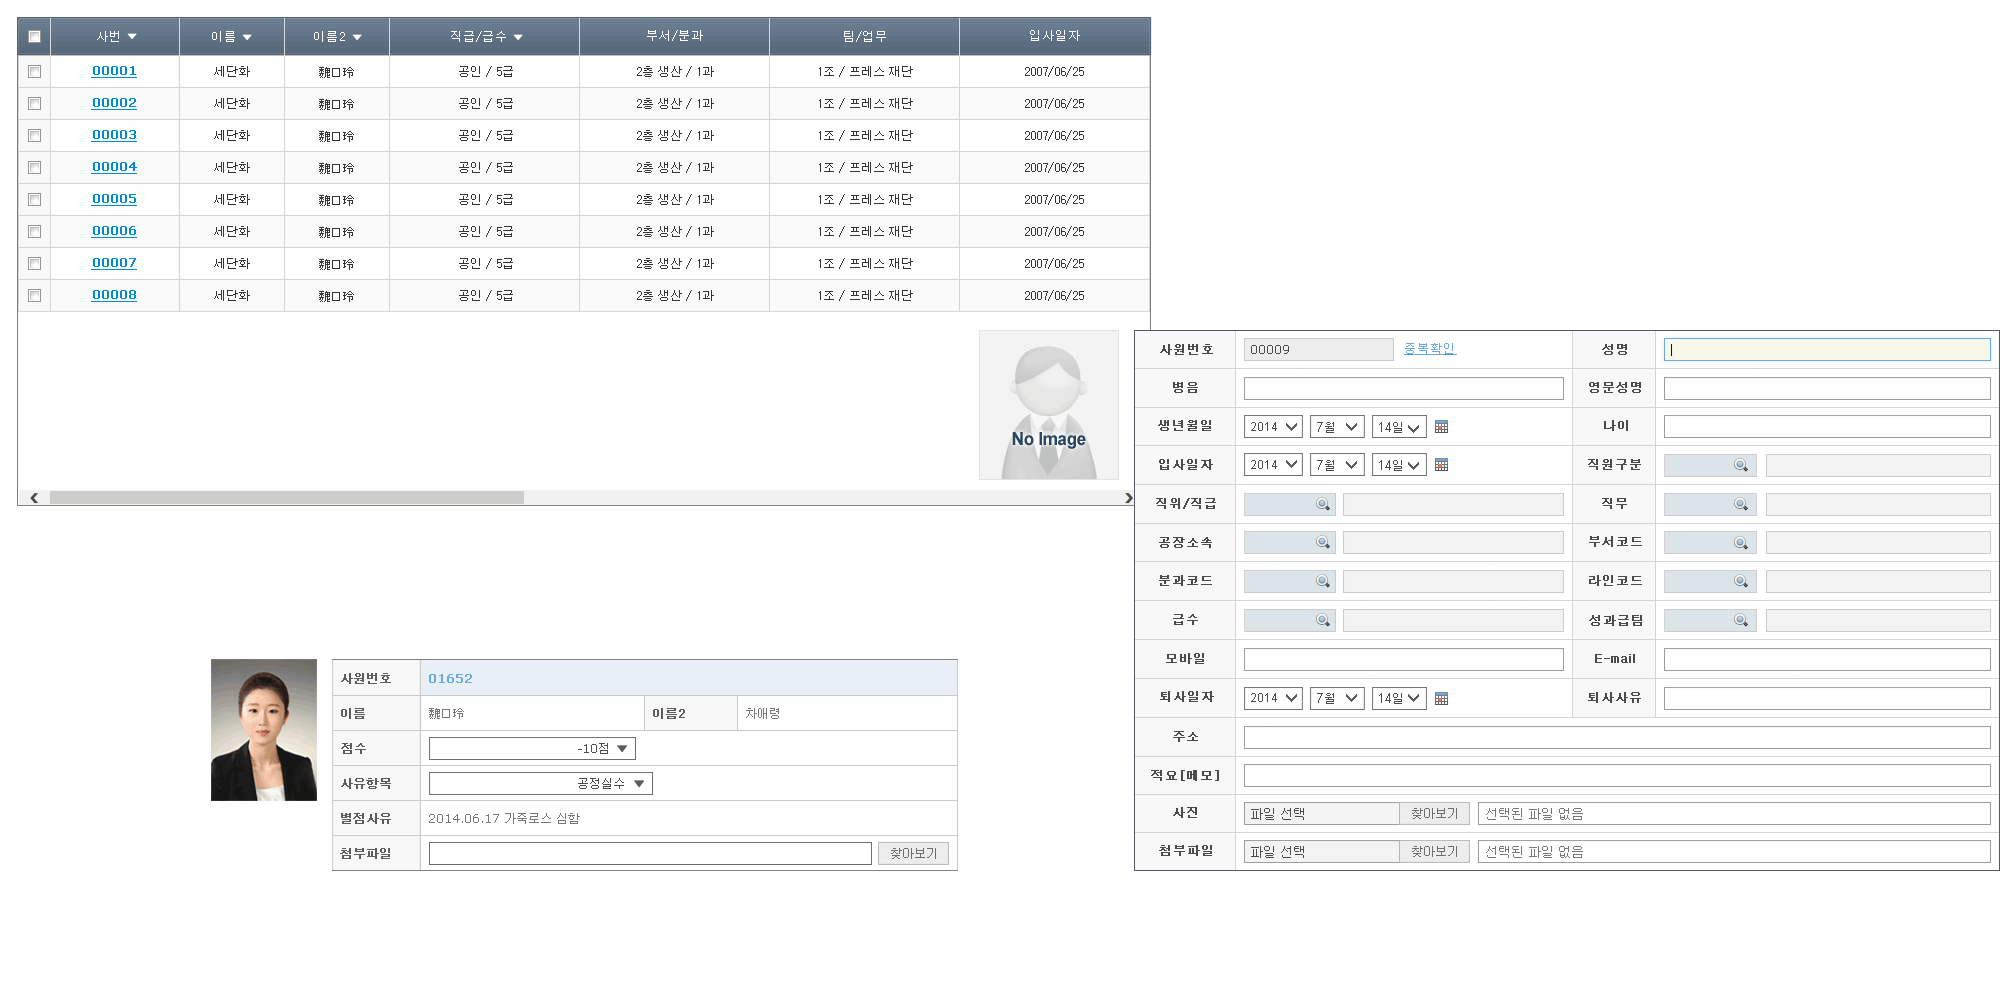 사번 ▼ 이름 ▼ 이름2 ▼ 직급/급수 ▼ 부서/분과 팀/업무 입사일자
00001 세단화 魏口玲 공인 / 5급 2층 생산 / 1과 1조 / 프레스 재단 2007/06/25
00002 세단화 魏口玲 공인 / 5급 2층 생산 / 1과 1조 / 프레스 재단 2007/06/25
00003 세단화 魏口玲 공인 / 5급 2층 생산 / 1과 1조 / 프레스 재단 2007/06/25
00004 세단화 魏口玲 공인 / 5급 2층 생산 / 1과 1조 / 프레스 재단 2007/06/25
00005 세단화 魏口玲 공인 / 5급 2층 생산 / 1과 1조 / 프레스 재단 2007/06/25
00006 세단화 魏口玲 공인 / 5급 2층 생산 / 1과 1조 / 프레스 재단 2007/06/25
00007 세단화 魏口玲 공인 / 5급 2층 생산 / 1과 1조 / 프레스 재단 2007/06/25
00008 세단화 魏口玲 공인 / 5급 2층 생산 / 1과 1조 / 프레스 재단 2007/06/25
No Image
사원번호 00009 중복확인 성명
병음 영문성명
생년월일 2014 7월 14일 나이
입사일자 2014 7월 14일 직원구분
직위/직급 직무
공장소속 부서코드
분과코드 라인코드
급수 성과급팀
모바일 E-mail
퇴사일자 2014 7월 14일 퇴사사유
주소
적요[메모]
사진 파일 선택 찾아보기 선택된 파일 없음
첨부파일 파일 선택 찾아보기 선택된 파일 없음
사원번호 01652
이름 魏口玲 이름2 차애령
점수 -10점 ▼
사유항목 공정실수 ▼
별점사유 2014.06.17 가죽로스 심함
첨부파일 찾아보기